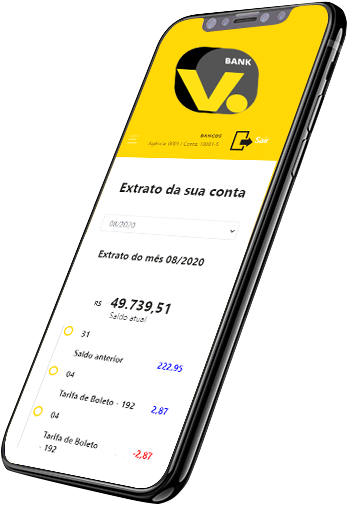 V.
BANK
BANCOS
Agência: 0001 / Conta: 10001-5
Sair
Extrato da sua conta
08/2020
Extrato do mês 08/2020
R$ 49.739,51
Saldo atual
31
Saldo anterior 222,95
04
Tarifa de Boleto - 192 2,87
04
Tarifa de Boleto
- 192 -2,87